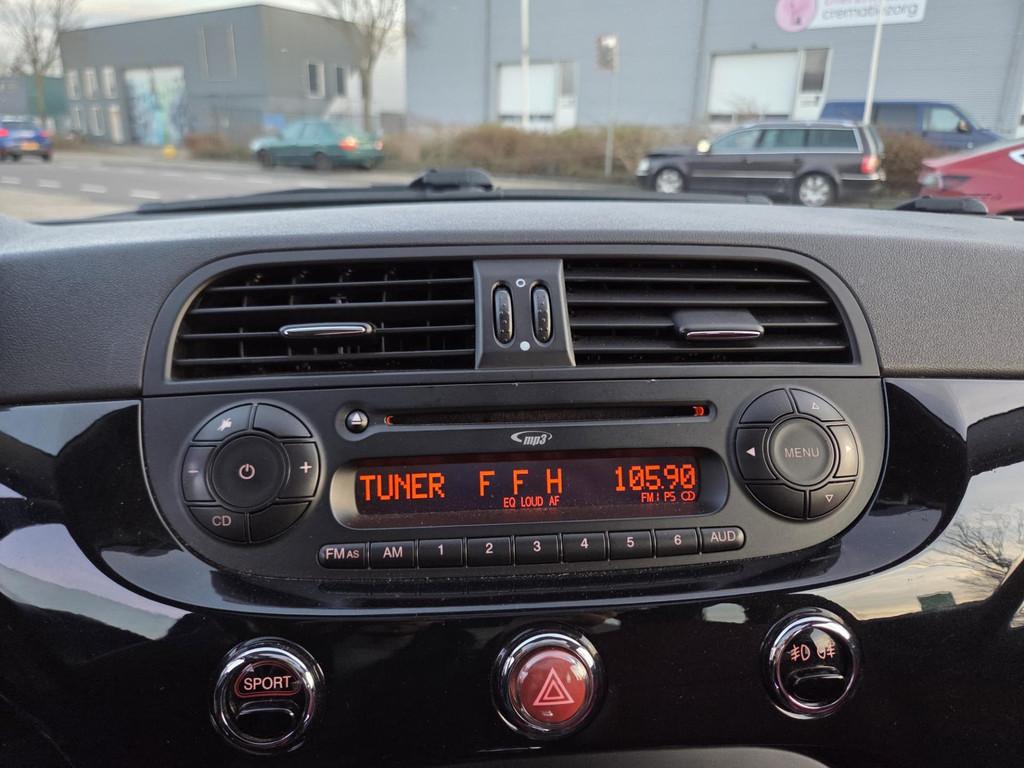 crematiezorg
mp3
TUNER F F H 105.90
EQ LOUD AF FM1 PS
MENU
CD
FM AS AM 1 2 3 4 5 6 AUD
SPORT